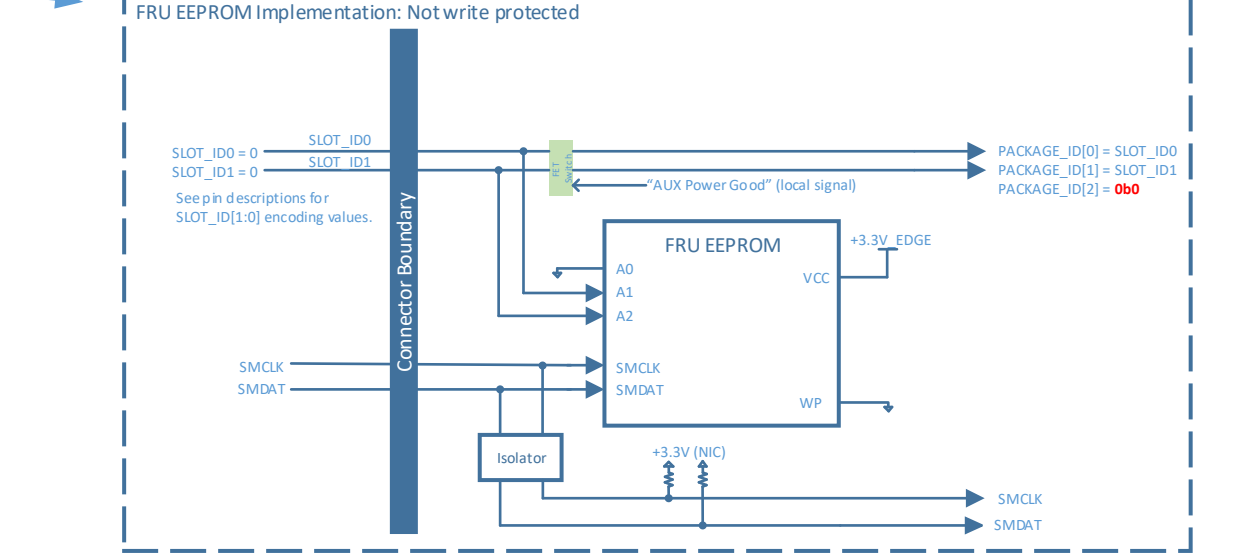 FRU EEPROM Implementation: Not write protected
SLOT_ID0
SLOT_ID0 = 0
SLOT_ID1
SLOT_ID1 = 0
See pin descriptions for
SLOT_ID[1:0] encoding values.
Connector Boundary
FET
Switch
"AUX Power Good" (local signal)
PACKAGE_ID[0] = SLOT_ID0
PACKAGE_ID[1] = SLOT_ID1
PACKAGE_ID[2] = 0b0
FRU EEPROM
+3.3V_EDGE
A0
VCC
A1
A2
SMCLK
SMCLK
SMDAT
SMDAT
WP
Isolator
+3.3V (NIC)
SMCLK
SMDAT